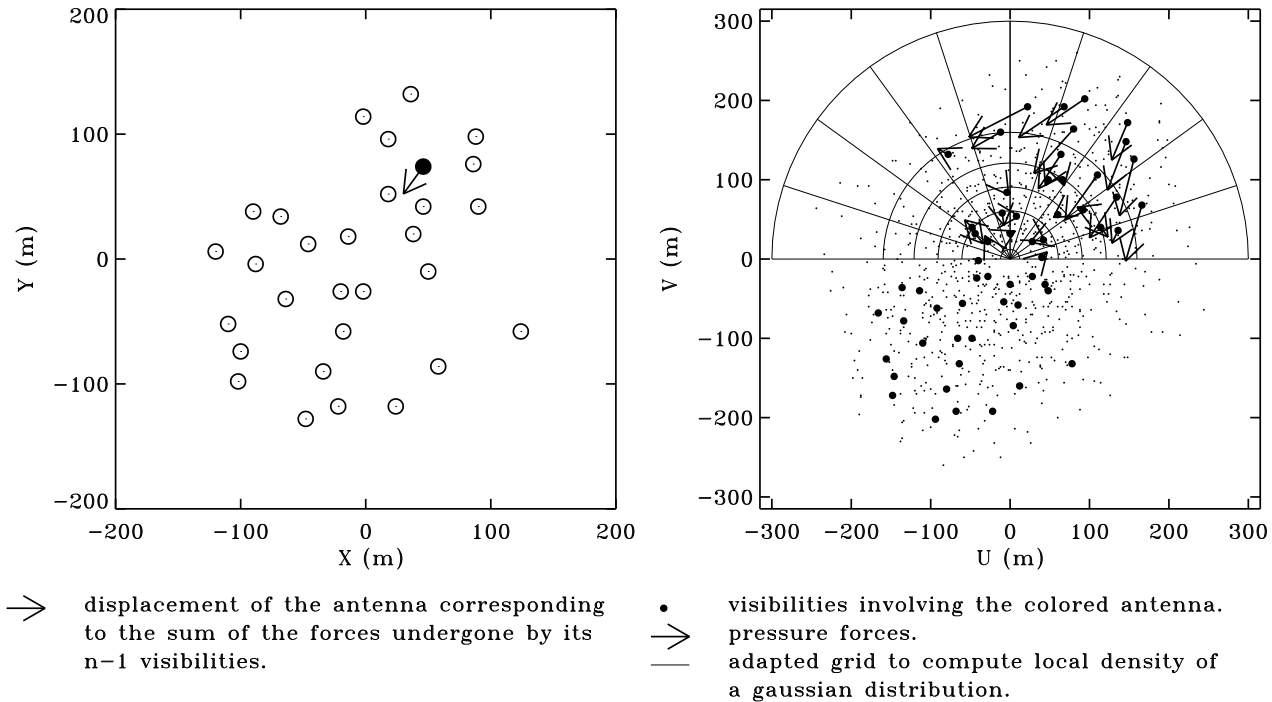 200
100
0
−100
−200
Y (m)
−200 −100 0 100 200
X (m)
300
200
100
0
−100
−200
−300
V (m)
−300 −200 −100 0 100 200 300
U (m)
displacement of the antenna corresponding
to the sum of the forces undergone by its
n−1 visibilities.
visibilities involving the colored antenna.
pressure forces.
adapted grid to compute local density of
a gaussian distribution.